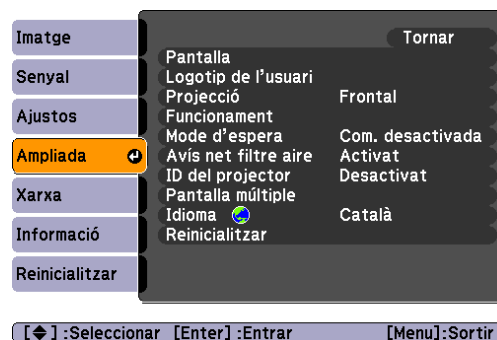 Imatge
Senyal
Ajustos
Ampliada
Xarxa
Informació
Reinicialitzar
Tornar
Pantalla
Logotip de l'usuari
Projecció Frontal
Funcionament
Mode d'espera Com. desactivada
Avís net filtre aire Activat
ID del projector Desactivat
Pantalla múltiple
Idioma Català
Reinicialitzar
[◆] :Seleccionar [Enter] :Entrar [Menu]:Sortir